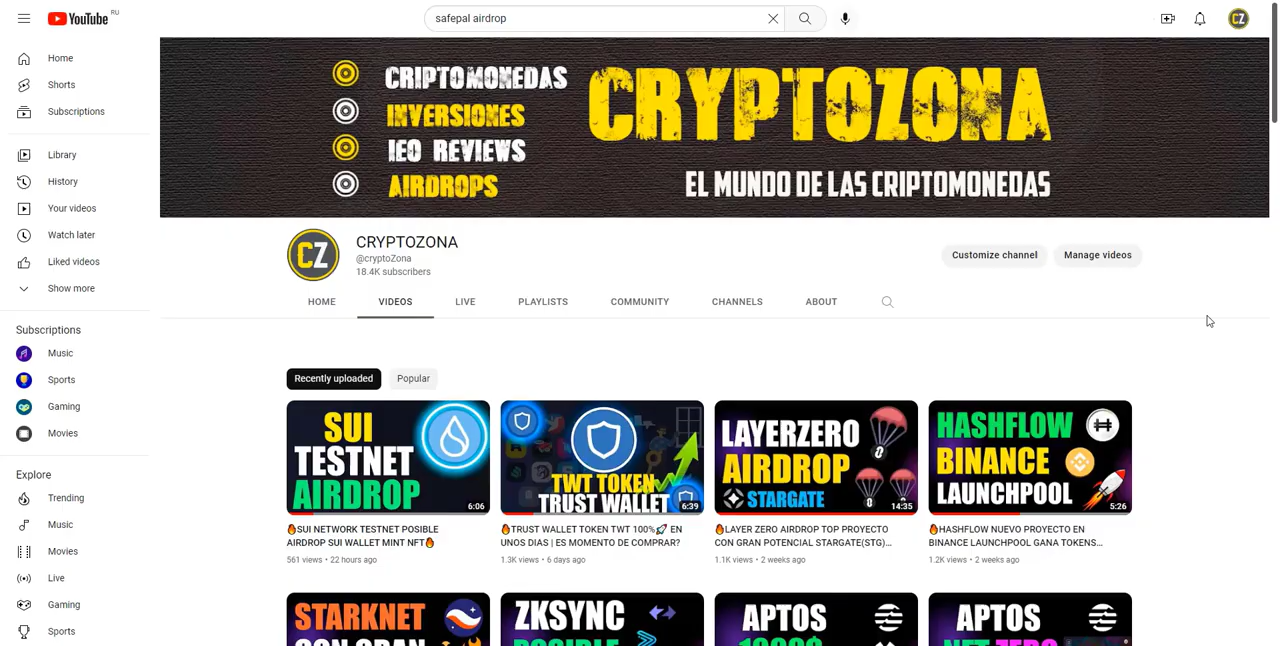 YouTube RU
safepal airdrop
Home
Shorts
Subscriptions
Library
History
Your videos
Watch later
Liked videos
Show more
Subscriptions
Music
Sports
Gaming
Movies
Explore
Trending
Music
Movies
Live
Gaming
Sports
CZ
CRIPTOMONEDAS
INVERSIONES
IEO REVIEWS
AIRDROPS
CRYPTOZONA
EL MUNDO DE LAS CRIPTOMONEDAS
CZ
CRYPTOZONA
@cryptoZona
18.4K subscribers
Customize channel
Manage videos
HOME
VIDEOS
LIVE
PLAYLISTS
COMMUNITY
CHANNELS
ABOUT
Recently uploaded
Popular
SUI
TESTNET
AIRDROP
6:06
🔥SUI NETWORK TESTNET POSIBLE
AIRDROP SUI WALLET MINT NFT🔥
561 views • 22 hours ago
TWT TOKEN
TRUST WALLET
6:39
🔥TRUST WALLET TOKEN TWT 100%🚀 EN
UNOS DIAS | ES MOMENTO DE COMPRAR?
1.3K views • 6 days ago
LAYERZERO
AIRDROP
STARGATE
14:35
🔥LAYER ZERO AIRDROP TOP PROYECTO
CON GRAN POTENCIAL STARGATE(STG)...
1.1K views • 2 weeks ago
HASHFLOW
BINANCE
LAUNCHPOOL
5:26
🔥HASHFLOW NUEVO PROYECTO EN
BINANCE LAUNCHPOOL GANA TOKENS...
1.2K views • 2 weeks ago
STARKNET
CON GRAN
ZKSYNC
POSIBLE
APTOS
1000$
APTOS
NFT ZERO